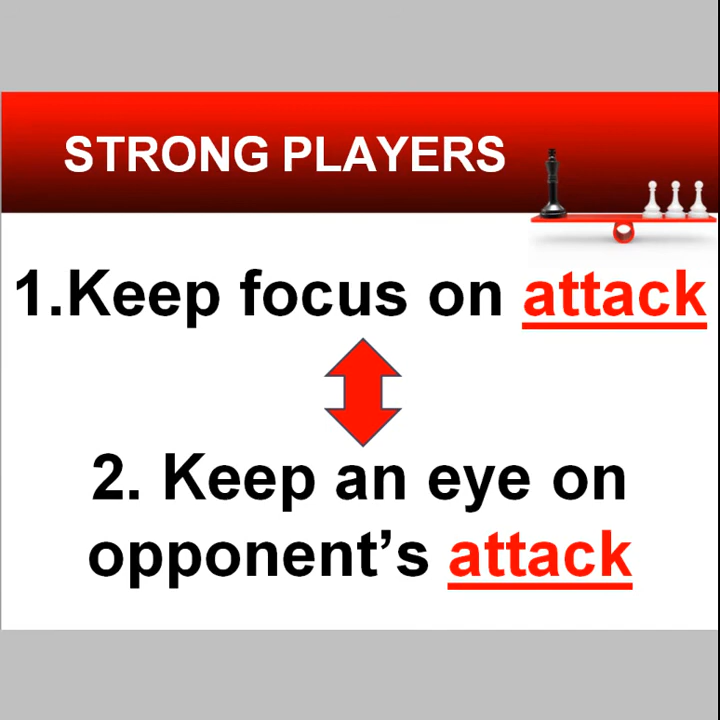 STRONG PLAYERS
1.Keep focus on attack
2. Keep an eye on
opponent’s attack